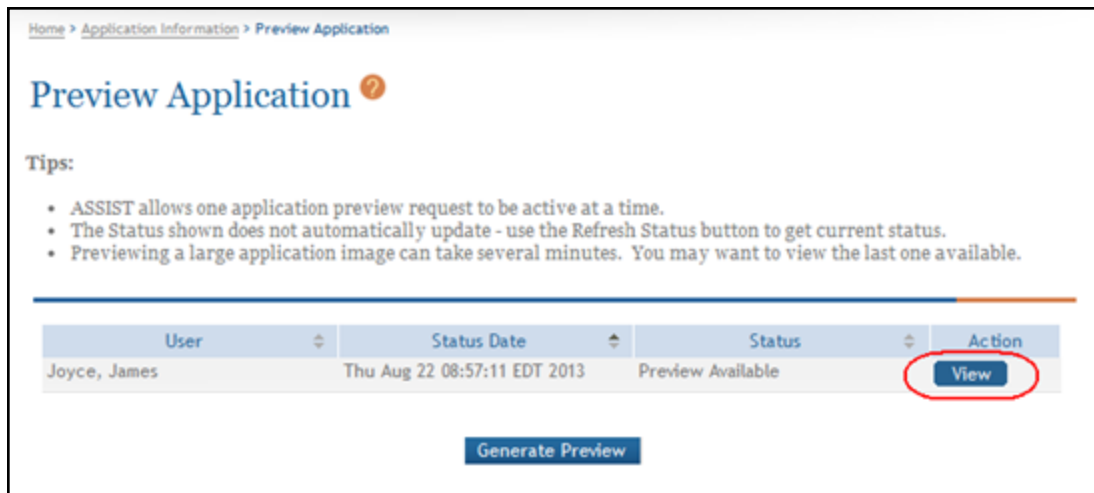 Home > Application Information > Preview Application
Preview Application ?
Tips:
• ASSIST allows one application preview request to be active at a time.
• The Status shown does not automatically update - use the Refresh Status button to get current status.
• Previewing a large application image can take several minutes. You may want to view the last one available.
User Status Date Status Action
Joyce, James Thu Aug 22 08:57:11 EDT 2013 Preview Available View
Generate Preview